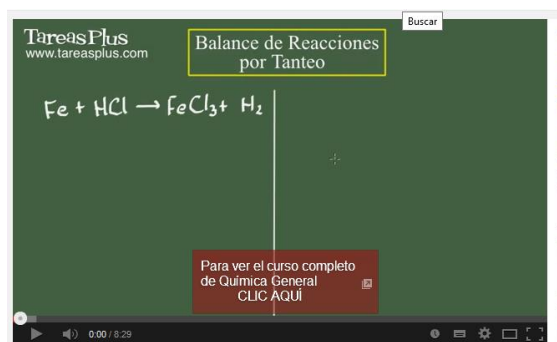 Buscar
TareasPlus
www.tareasplus.com
Balance de Reacciones
por Tanteo
Fe + HCl → FeCl₃ + H₂
Para ver el curso completo
de Química General
CLIC AQUÍ
0:00 / 8:29